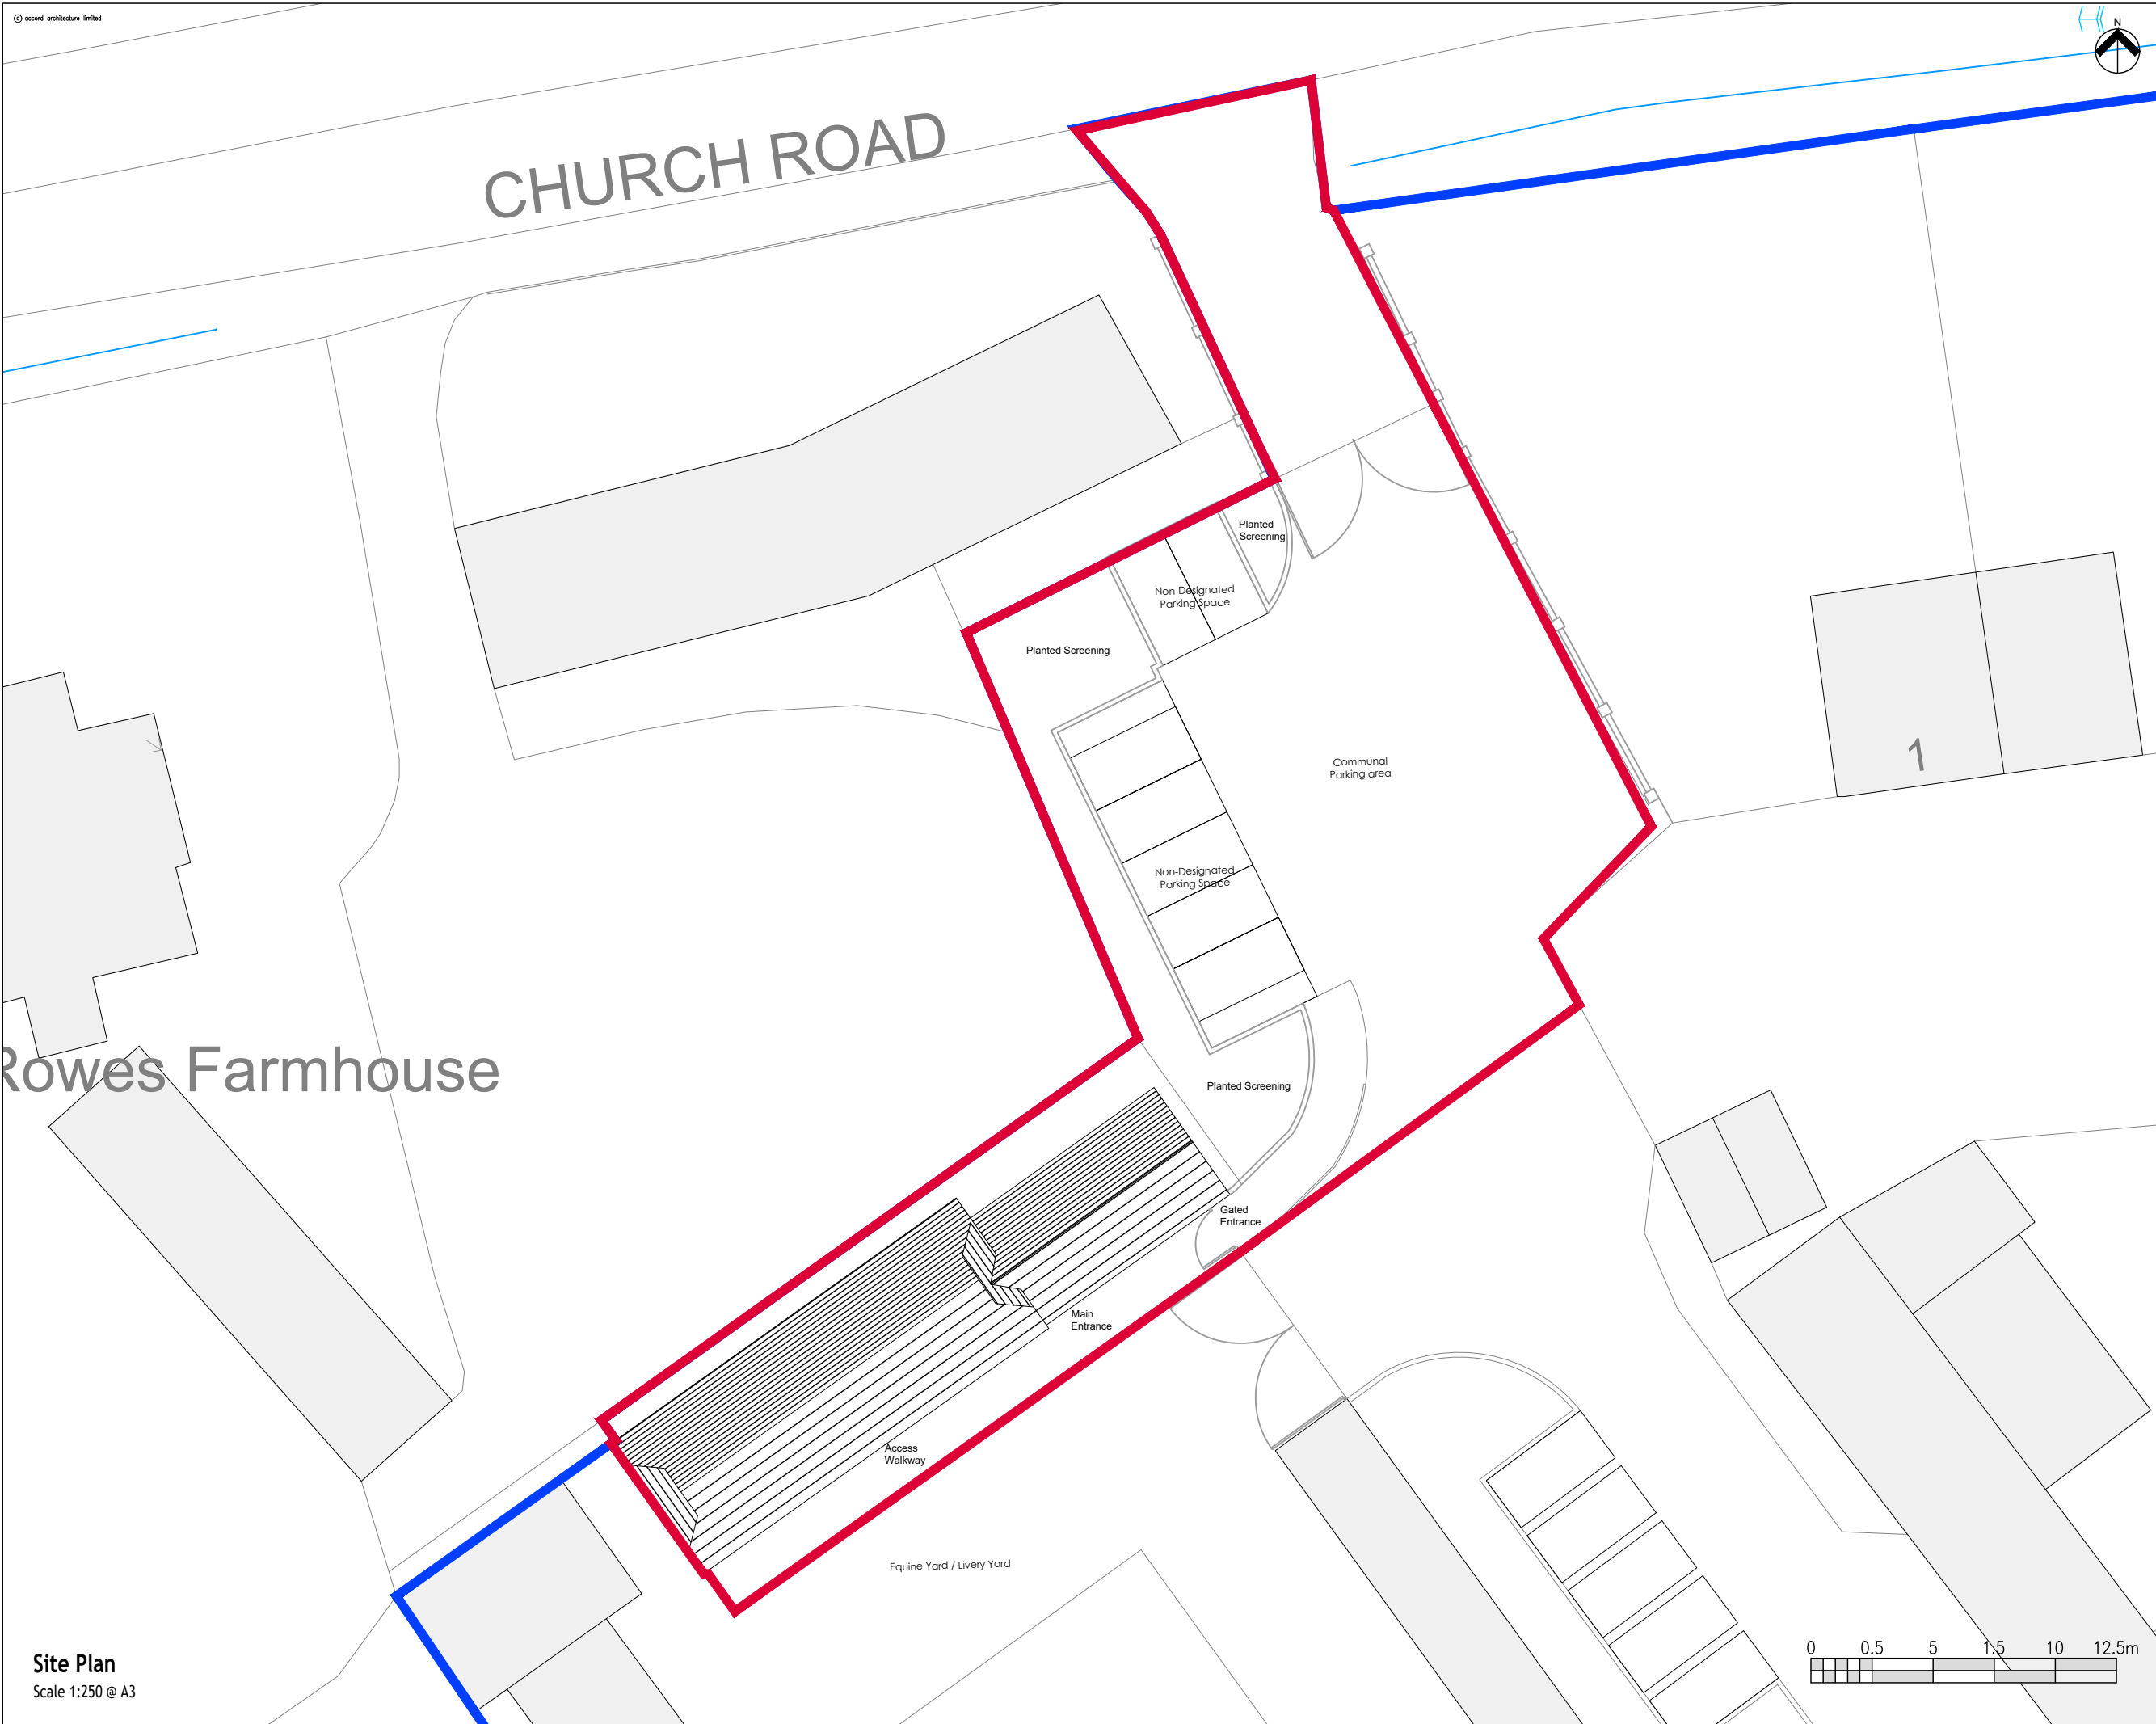 © accord architecture limited
N
CHURCH ROAD
Planted
Screening
Non-Designated
Parking Space
Planted Screening
Communal
Parking area
1
Non-Designated
Parking Space
Rowes Farmhouse
Planted Screening
Gated
Entrance
Main
Entrance
Access
Walkway
Equine Yard / Livery Yard
Site Plan
Scale 1:250 @ A3
0 0.5 5 1.5 10 12.5m